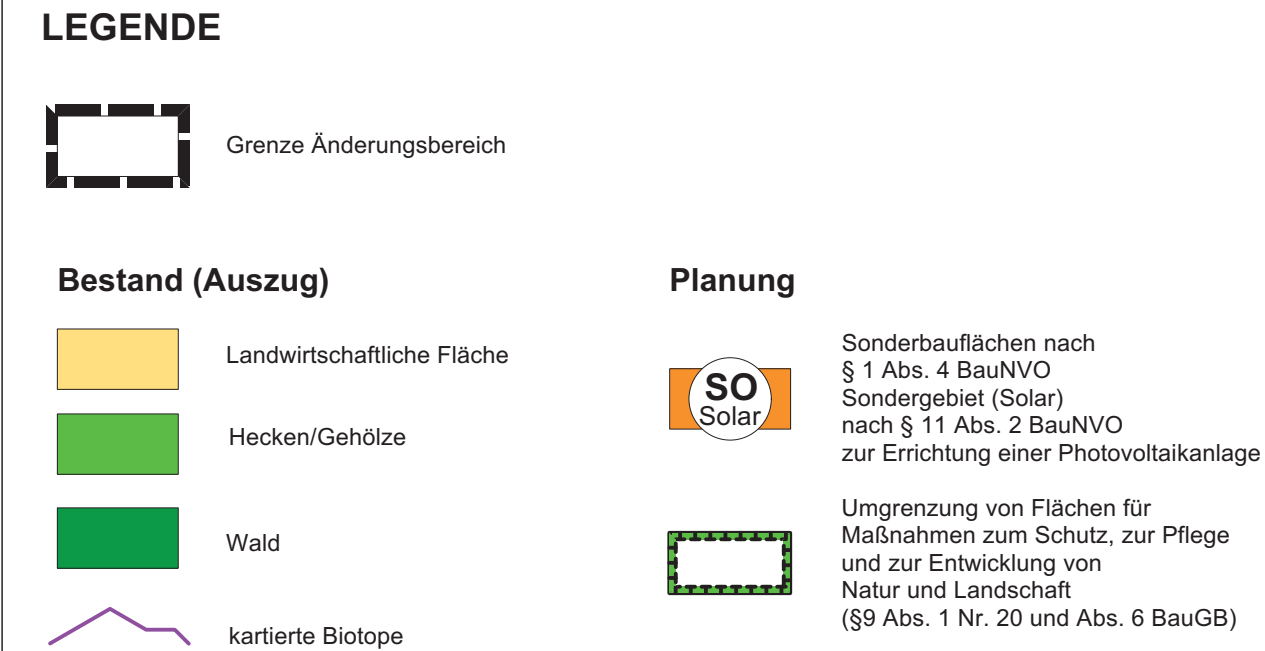 LEGENDE
Grenze Änderungsbereich
Bestand (Auszug)
Landwirtschaftliche Fläche
Hecken/Gehölze
Wald
kartierte Biotope
Planung
SO
Solar
Sonderbauflächen nach
§ 1 Abs. 4 BauNVO
Sondergebiet (Solar)
nach § 11 Abs. 2 BauNVO
zur Errichtung einer Photovoltaikanlage
Umgrenzung von Flächen für
Maßnahmen zum Schutz, zur Pflege
und zur Entwicklung von
Natur und Landschaft
(§9 Abs. 1 Nr. 20 und Abs. 6 BauGB)